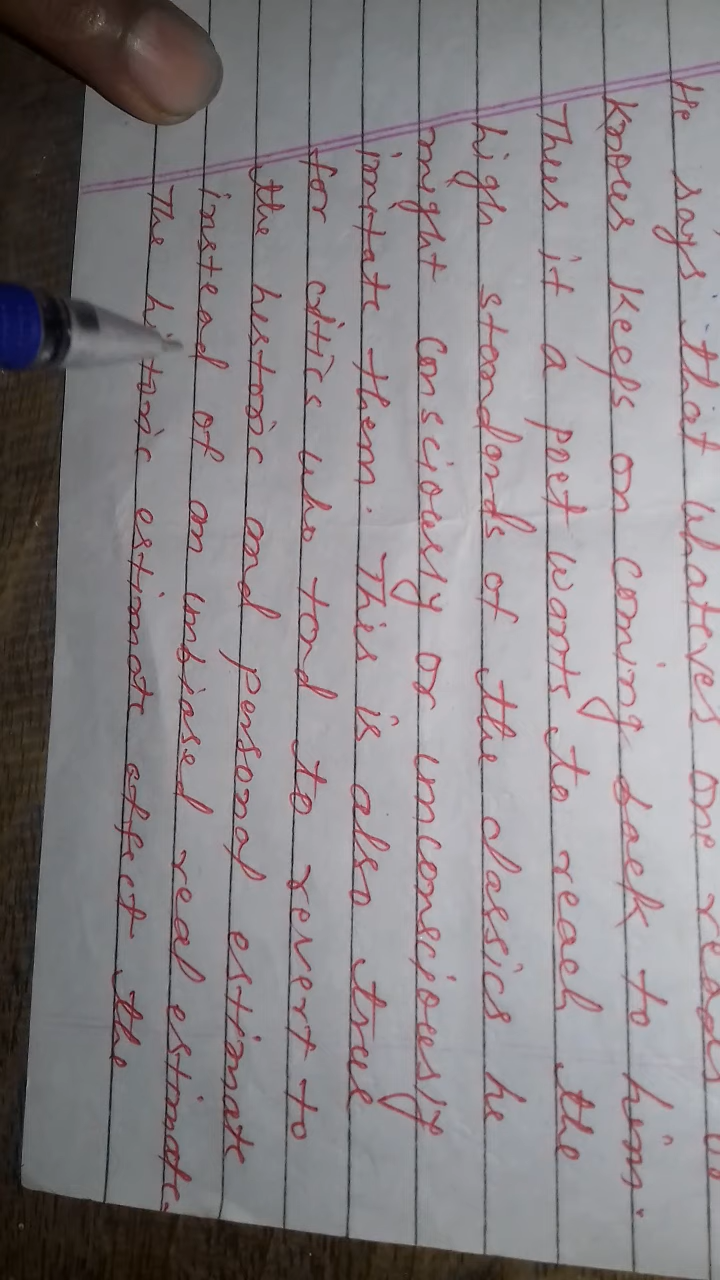 He says that whatever one reads or
knows keeps on coming back to him.
Thus if a poet wants to reach the
high standards of the classics he
might consciously or unconsciously
imitate them. This is also true
for critics who tend to revert to
the historic and personal estimate
instead of an unbiased real estimate.
The historic estimate affect the